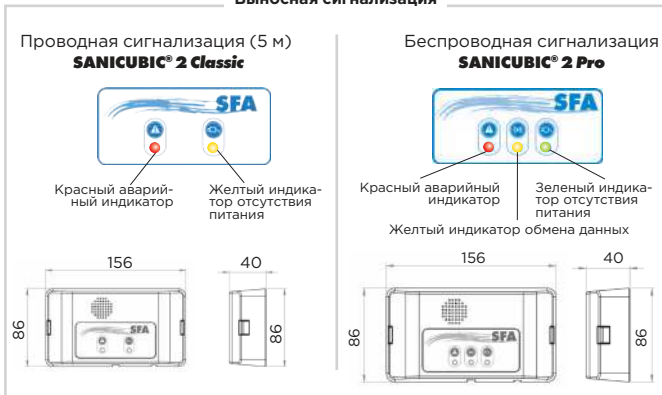 Выносная сигнализация
Проводная сигнализация (5 м)
SANICUBIC® 2 Classic
SFA
Красный аварий-
ный индикатор
Желтый индика-
тор отсутствия
питания
156
40
86
86
SFA
Беспроводная сигнализация
SANICUBIC® 2 Pro
SFA
Красный аварийный
индикатор
Зеленый индика-
тор отсутствия
питания
Желтый индикатор обмена данных
156
40
86
86
SFA